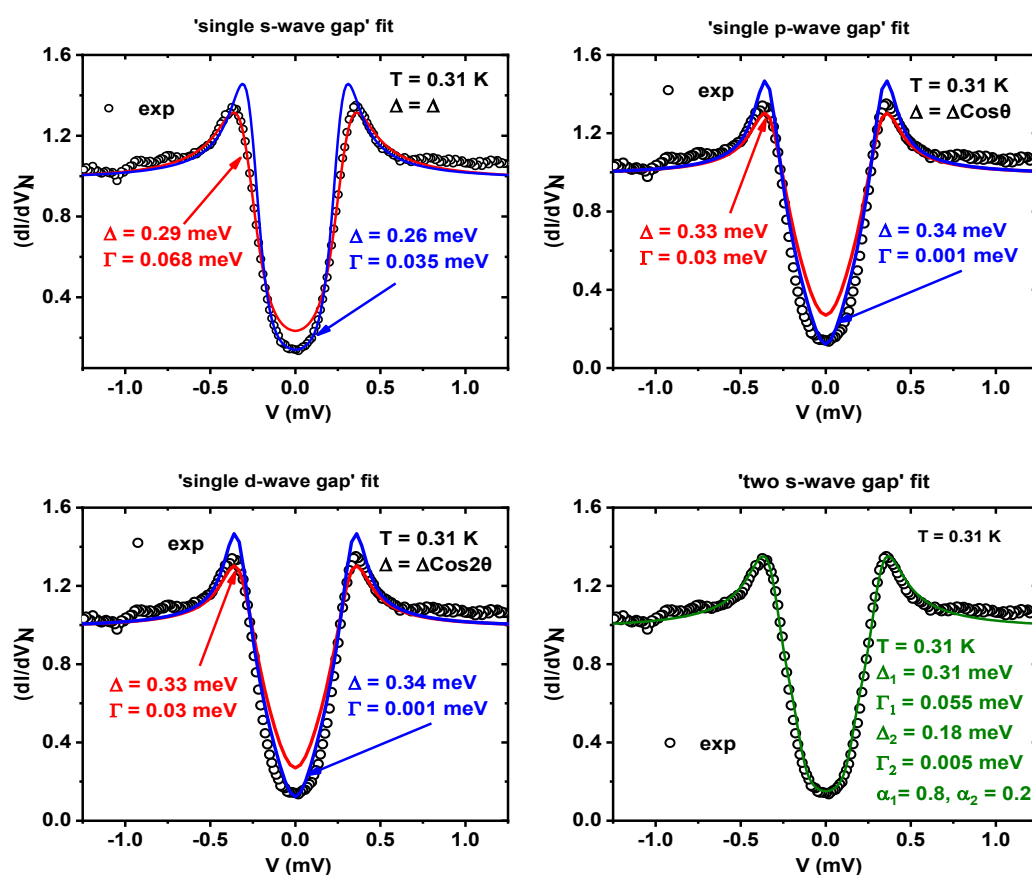 'single s-wave gap' fit
1.6
1.2
0.8
0.4
(dI/dV)N
exp
T = 0.31 K
Δ = Δ
Δ = 0.29 meV
Γ = 0.068 meV
Δ = 0.26 meV
Γ = 0.035 meV
-1.0 -0.5 0.0 0.5 1.0
V (mV)
'single p-wave gap' fit
1.6
1.2
0.8
0.4
0.0
(dI/dV)N
exp
T = 0.31 K
Δ = ΔCosθ
Δ = 0.33 meV
Γ = 0.03 meV
Δ = 0.34 meV
Γ = 0.001 meV
-1.0 -0.5 0.0 0.5 1.0
V (mV)
'single d-wave gap' fit
1.6
1.2
0.8
0.4
0.0
(dI/dV)N
exp
T = 0.31 K
Δ = ΔCos2θ
Δ = 0.33 meV
Γ = 0.03 meV
Δ = 0.34 meV
Γ = 0.001 meV
-1.0 -0.5 0.0 0.5 1.0
V (mV)
'two s-wave gap' fit
1.6
1.2
0.8
0.4
0.0
(dI/dV)N
T = 0.31 K
exp
T = 0.31 K
Δ₁ = 0.31 meV
Γ₁ = 0.055 meV
Δ₂ = 0.18 meV
Γ₂ = 0.005 meV
α₁= 0.8, α₂ = 0.2
-1.0 -0.5 0.0 0.5 1.0
V (mV)